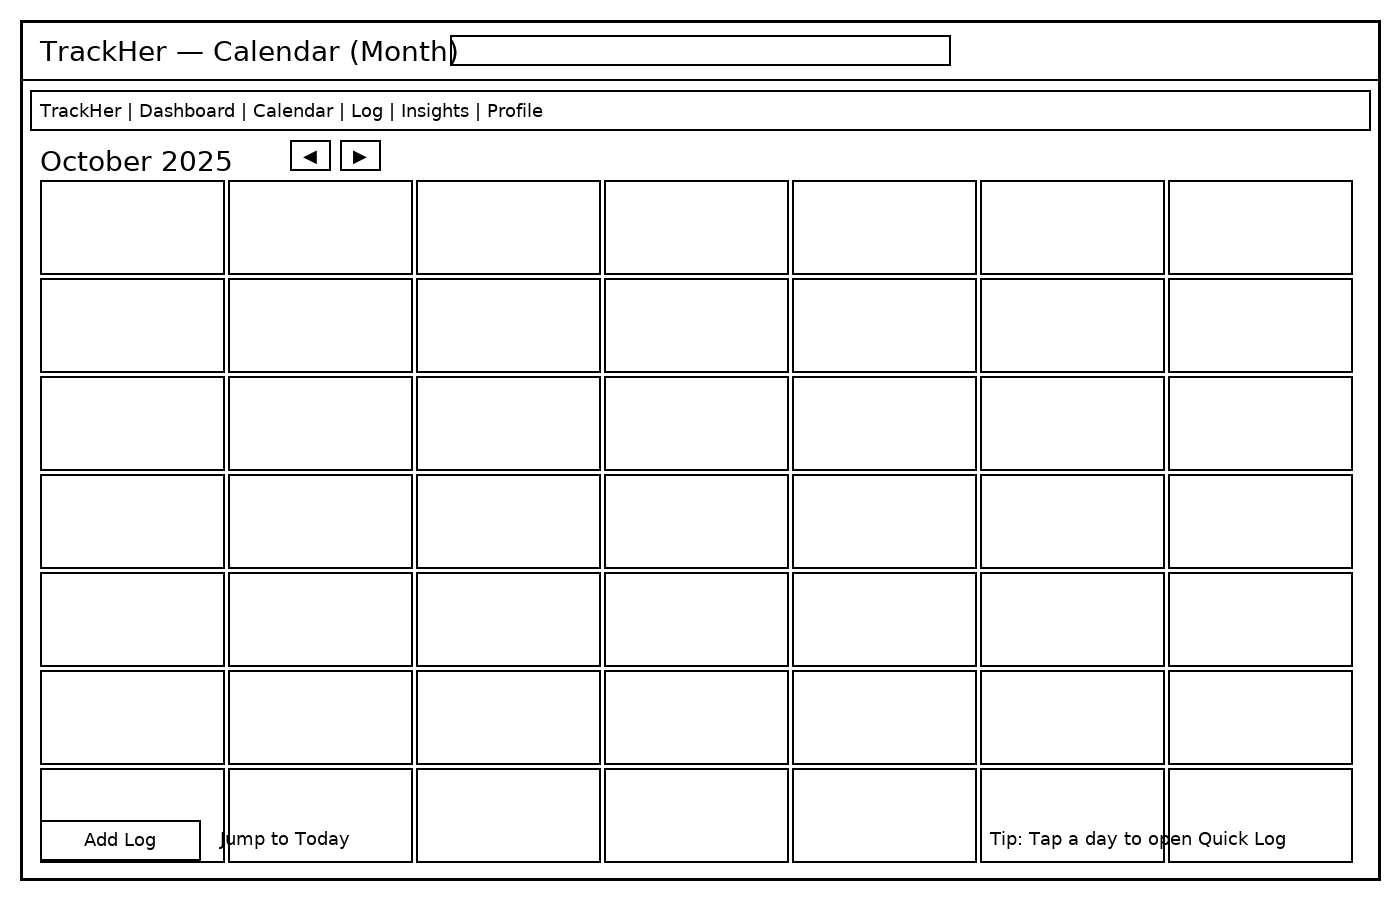 TrackHer — Calendar (Month)
TrackHer | Dashboard | Calendar | Log | Insights | Profile
October 2025 ◀ ▶
Add Log Jump to Today Tip: Tap a day to open Quick Log